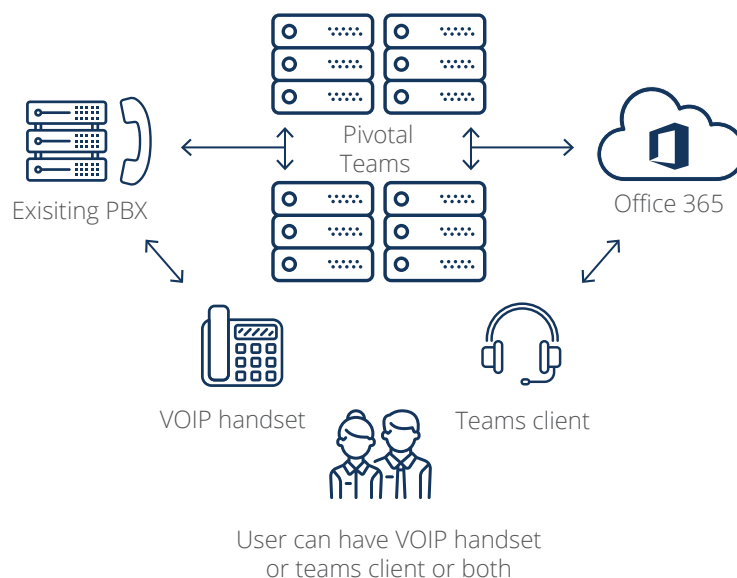 Pivotal
Teams
Exisiting PBX
Office 365
VOIP handset
Teams client
User can have VOIP handset
or teams client or both